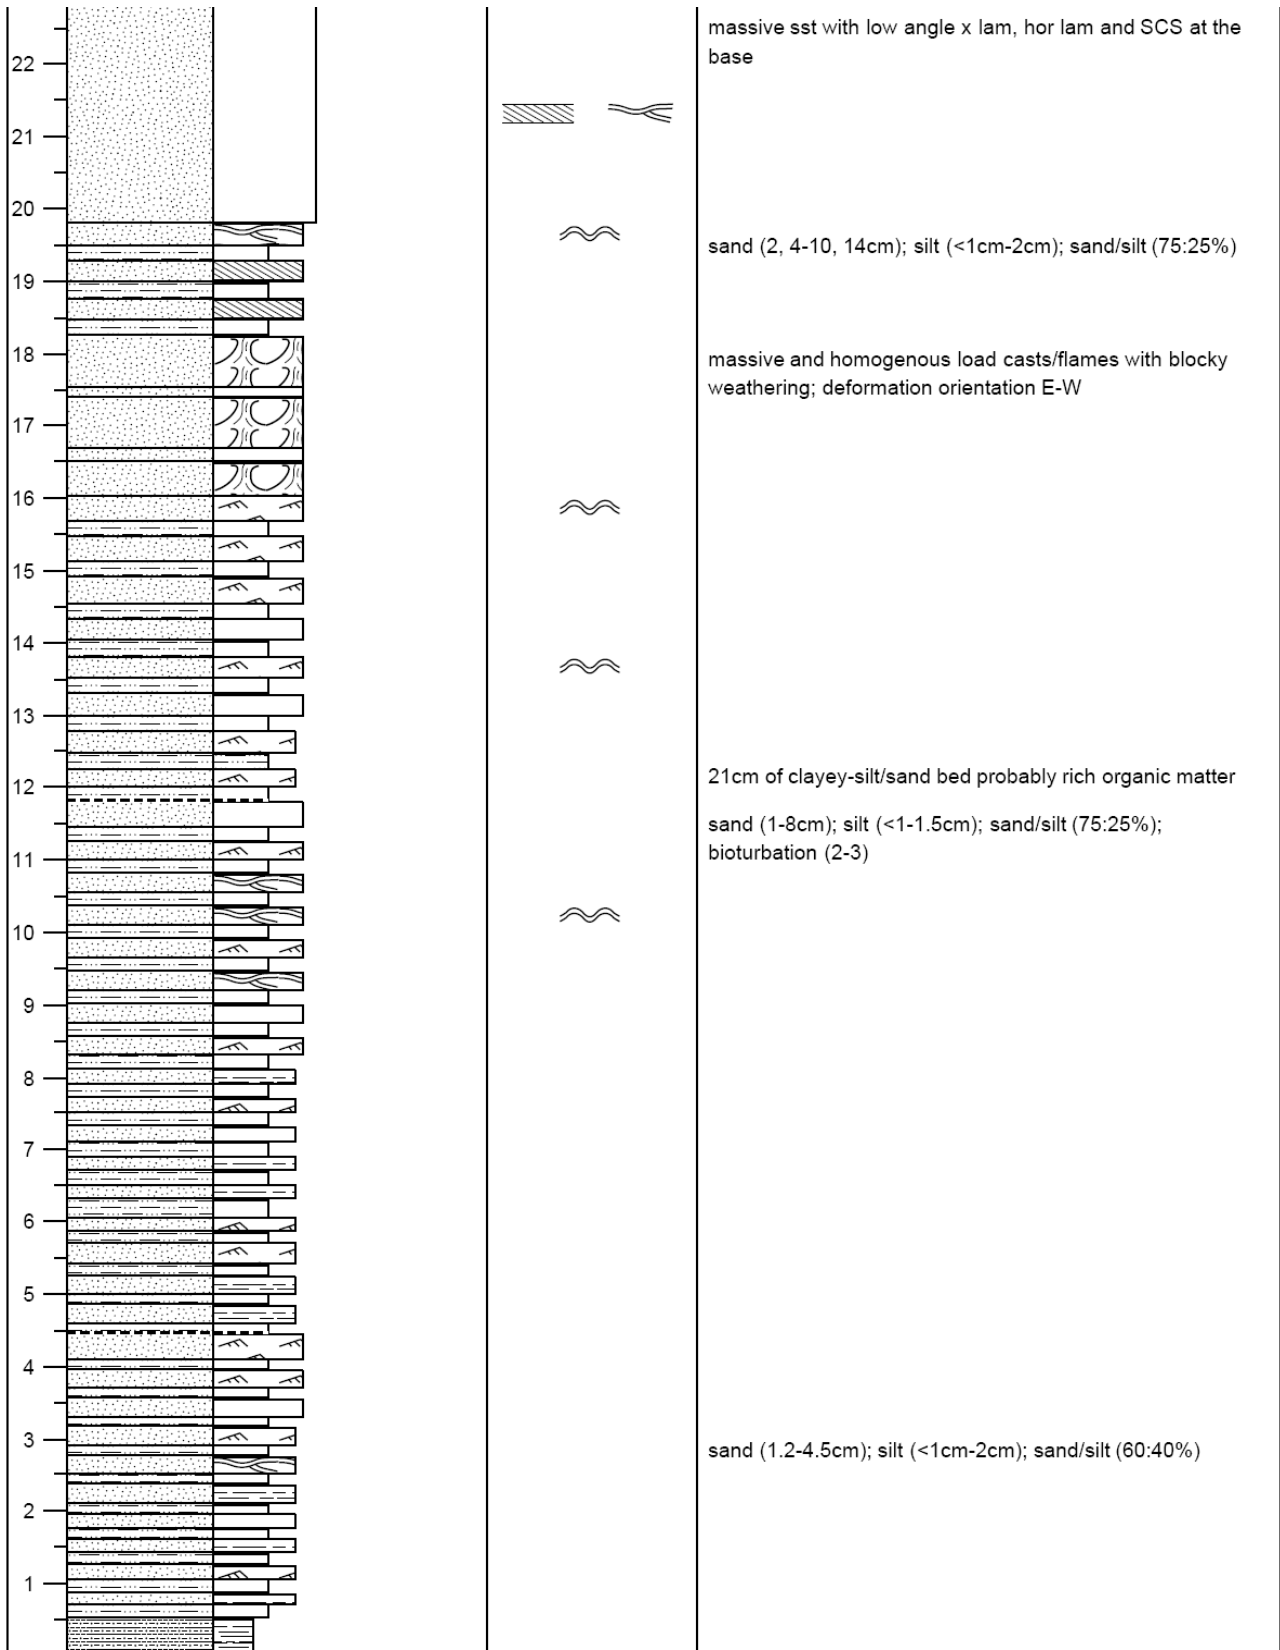 massive sst with low angle x lam, hor lam and SCS at the
base
22
21
20
sand (2, 4-10, 14cm); silt (<1cm-2cm); sand/silt (75:25%)
19
18
massive and homogenous load casts/flames with blocky
weathering; deformation orientation E-W
17
16
15
14
13
12
21cm of clayey-silt/sand bed probably rich organic matter
sand (1-8cm); silt (<1-1.5cm); sand/silt (75:25%);
bioturbation (2-3)
11
10
9
8
7
6
5
4
3
sand (1.2-4.5cm); silt (<1cm-2cm); sand/silt (60:40%)
2
1